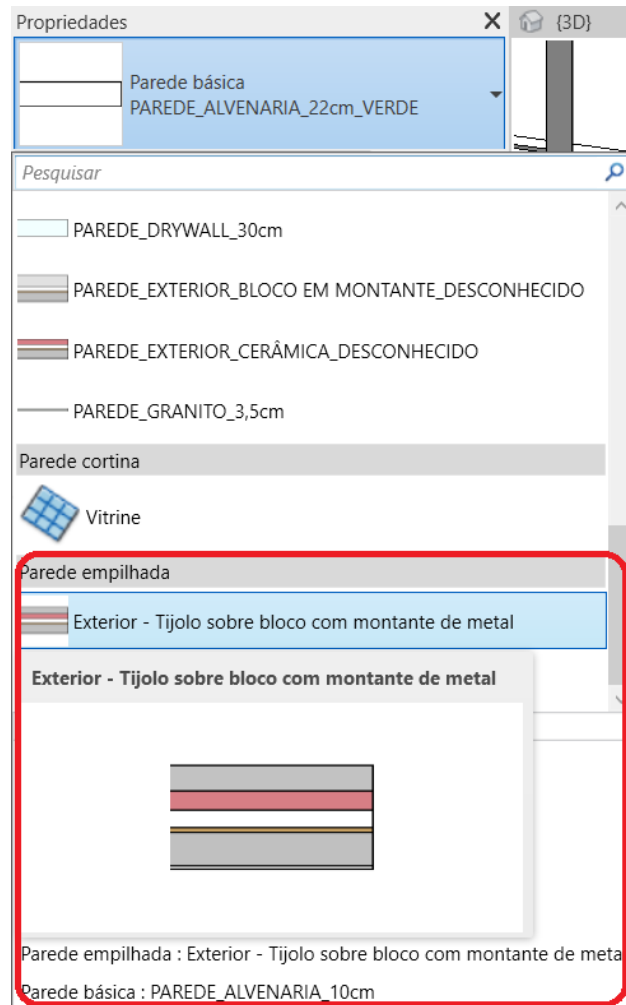 Propriedades
{3D}
Parede básica
PAREDE_ALVENARIA_22cm_VERDE
Pesquisar
PAREDE_DRYWALL_30cm
PAREDE_EXTERIOR_BLOCO EM MONTANTE_DESCONHECIDO
PAREDE_EXTERIOR_CERÂMICA_DESCONHECIDO
PAREDE_GRANITO_3,5cm
Parede cortina
Vitrine
Parede empilhada
Exterior - Tijolo sobre bloco com montante de metal
Exterior - Tijolo sobre bloco com montante de metal
Parede empilhada : Exterior - Tijolo sobre bloco com montante de meta
Parede básica : PAREDE_ALVENARIA_10cm